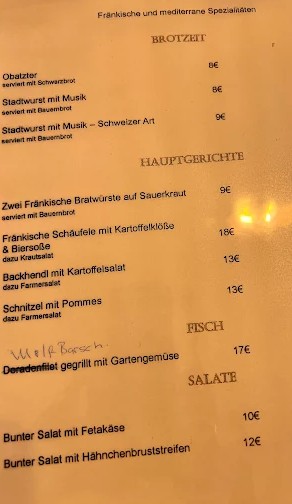 Fränkische und mediterrane Spezialitäten
BROTZEIT
Obatzter 8€
serviert mit Schwarzbrot
Stadtwurst mit Musik 8€
serviert mit Bauernbrot
Stadtwurst mit Musik – Schweizer Art 9€
serviert mit Bauernbrot
HAUPTGERICHTE
Zwei Fränkische Bratwürste auf Sauerkraut 9€
serviert mit Bauernbrot
Fränkische Schäufele mit Kartoffelklöße 18€
& Biersoße
dazu Krautsalat
Backhendl mit Kartoffelsalat 13€
dazu Farmersalat
Schnitzel mit Pommes 13€
dazu Farmersalat
FISCH
Wolfbarsch
Doradenfilet gegrillt mit Gartengemüse 17€
SALATE
Bunter Salat mit Fetakäse 10€
Bunter Salat mit Hähnchenbruststreifen 12€